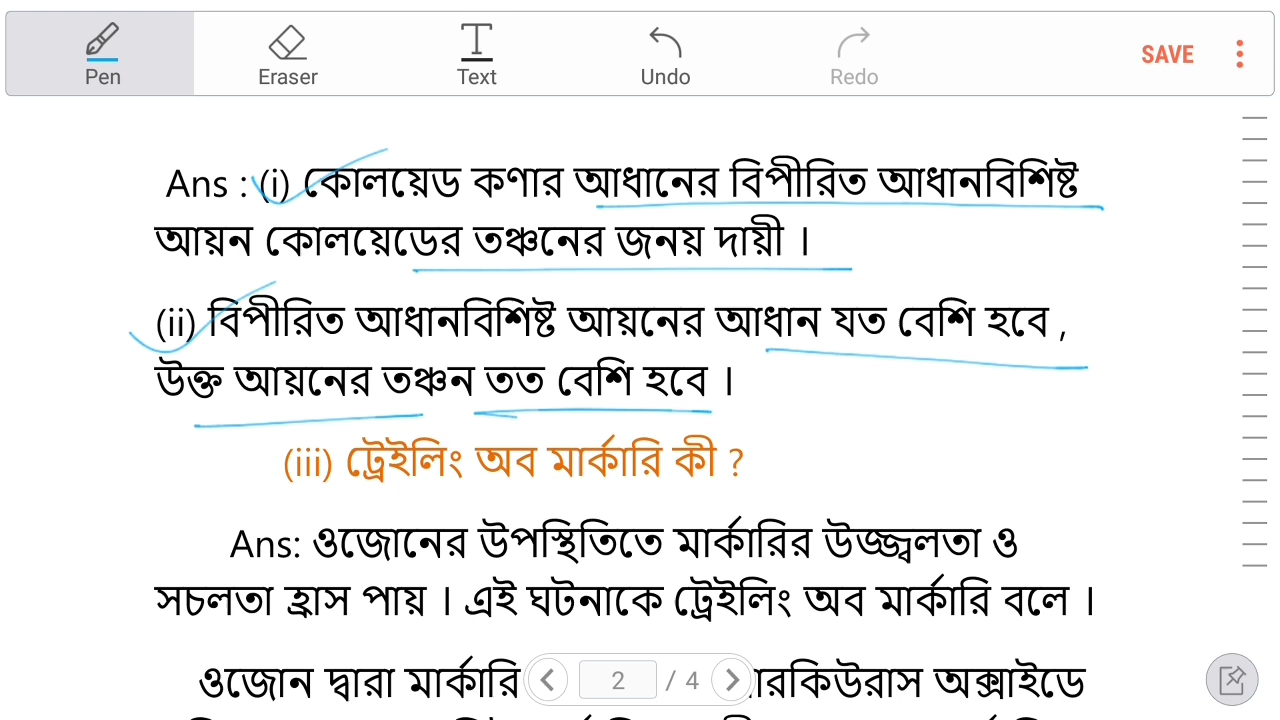 Pen
Eraser
Text
Undo
Redo
SAVE
Ans : (i) কোলয়েড কণার আধানের বিপীরিত আধানবিশিষ্ট
আয়ন কোলয়েডের তঞ্চনের জনয় দায়ী ।
(ii) বিপীরিত আধানবিশিষ্ট আয়নের আধান যত বেশি হবে ,
উক্ত আয়নের তঞ্চন তত বেশি হবে ।
(iii) ট্রেইলিং অব মার্কারি কী ?
Ans: ওজোনের উপস্থিতিতে মার্কারির উজ্জ্বলতা ও
সচলতা হ্রাস পায় । এই ঘটনাকে ট্রেইলিং অব মার্কারি বলে ।
ওজোন দ্বারা মার্কারি অক্সাইডে
2 / 4